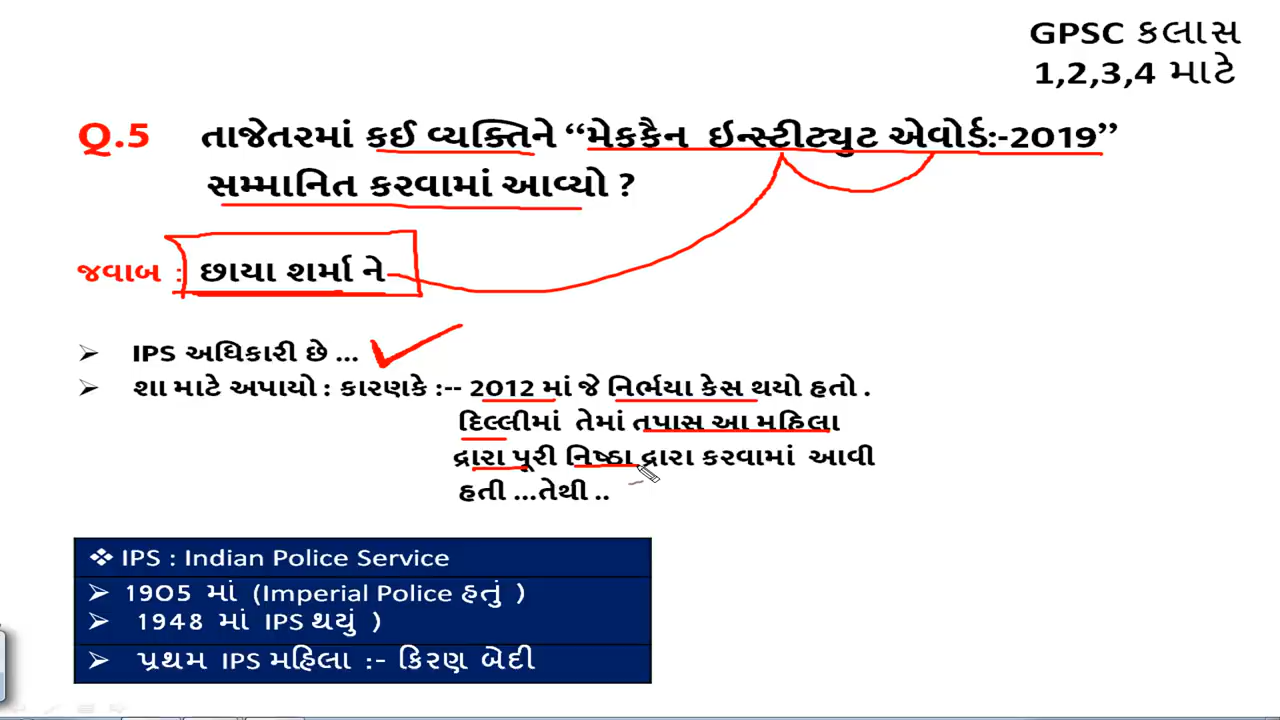 GPSC કલાસ
1,2,3,4 માટે
Q.5 તાજેતરમાં કઈ વ્યક્તિને “મેકકૈન ઇન્સ્ટીટ્યુટ એવોર્ડ:-2019”
સમ્માનિત કરવામાં આવ્યો ?
જવાબ : છાયા શર્મા ને
➢ IPS અધિકારી છે ...
➢ શા માટે અપાયો : કારણકે :-- 2012 માં જે નિર્ભયા કેસ થયો હતો .
દિલ્લીમાં તેમાં તપાસ આ મહિલા
દ્રારા પૂરી નિષ્ઠા દ્રારા કરવામાં આવી
હતી ...તેથી ..
❖ IPS : Indian Police Service
➢ 1905 માં (Imperial Police હતું )
➢ 1948 માં IPS થયું )
➢ પ્રથમ IPS મહિલા :- કિરણ બેદી